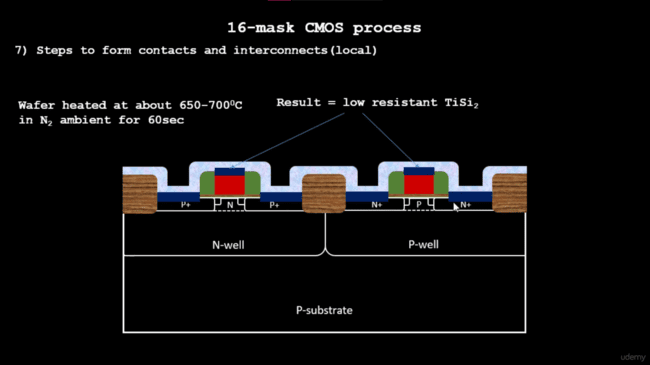 16-mask CMOS process
7) Steps to form contacts and interconnects(local)
Wafer heated at about 650-700⁰C
in N₂ ambient for 60sec
Result = low resistant TiSi₂
P+ N P+ N+ P N+
N-well P-well
P-substrate
udemy